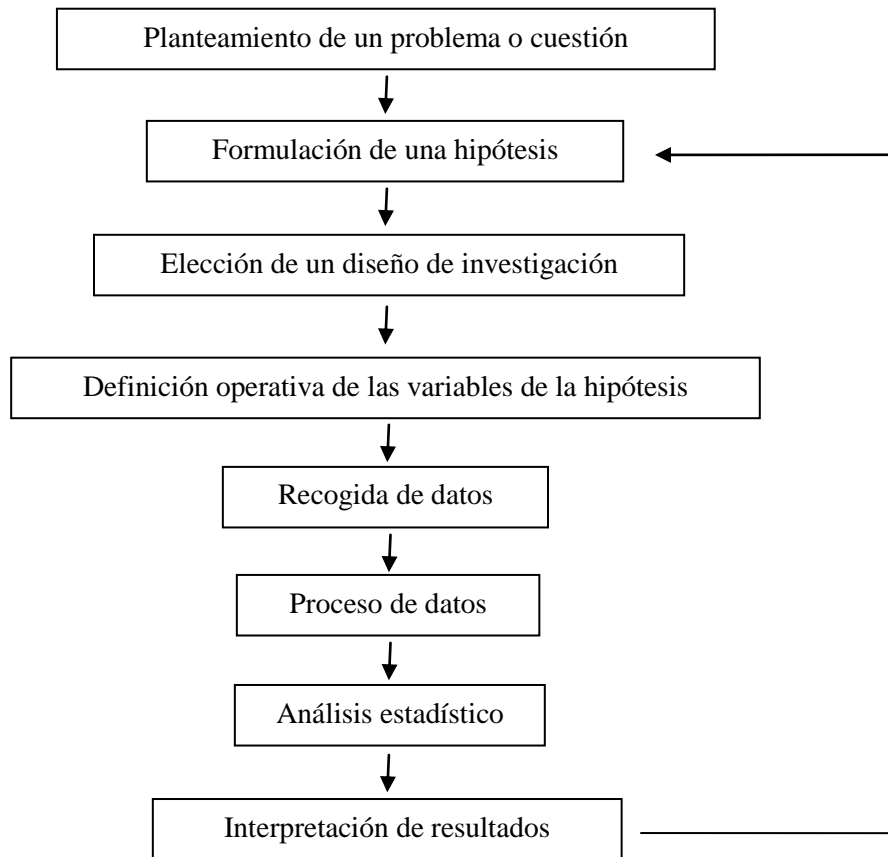 Planteamiento de un problema o cuestión
Formulación de una hipótesis
Elección de un diseño de investigación
Definición operativa de las variables de la hipótesis
Recogida de datos
Proceso de datos
Análisis estadístico
Interpretación de resultados